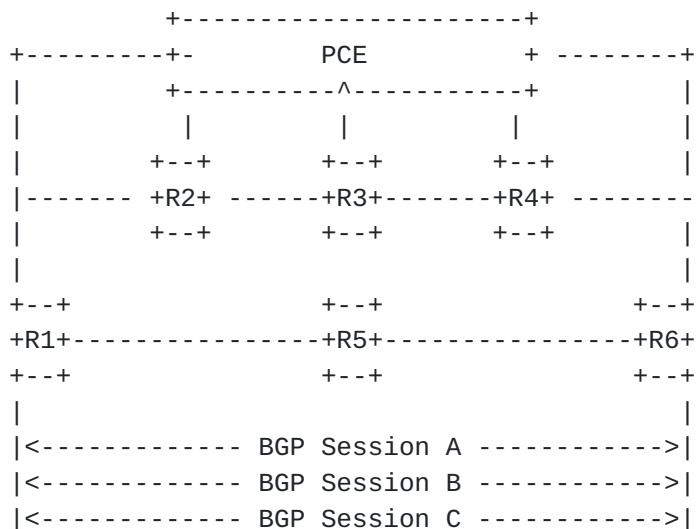 +---------------------+
+---------+-        PCE         + --------+
|         +----------^----------+         |
|          |         |         |          |
|        +--+      +--+      +--+         |
|------- +R2+ ------+R3+-------+R4+ --------
|        +--+      +--+      +--+         |
|                                         |
+--+               +--+                +--+
+R1+---------------+R5+----------------+R6+
+--+               +--+                +--+
|                                         |
|<------------- BGP Session A ------------>|
|<------------- BGP Session B ------------>|
|<------------- BGP Session C ------------>|